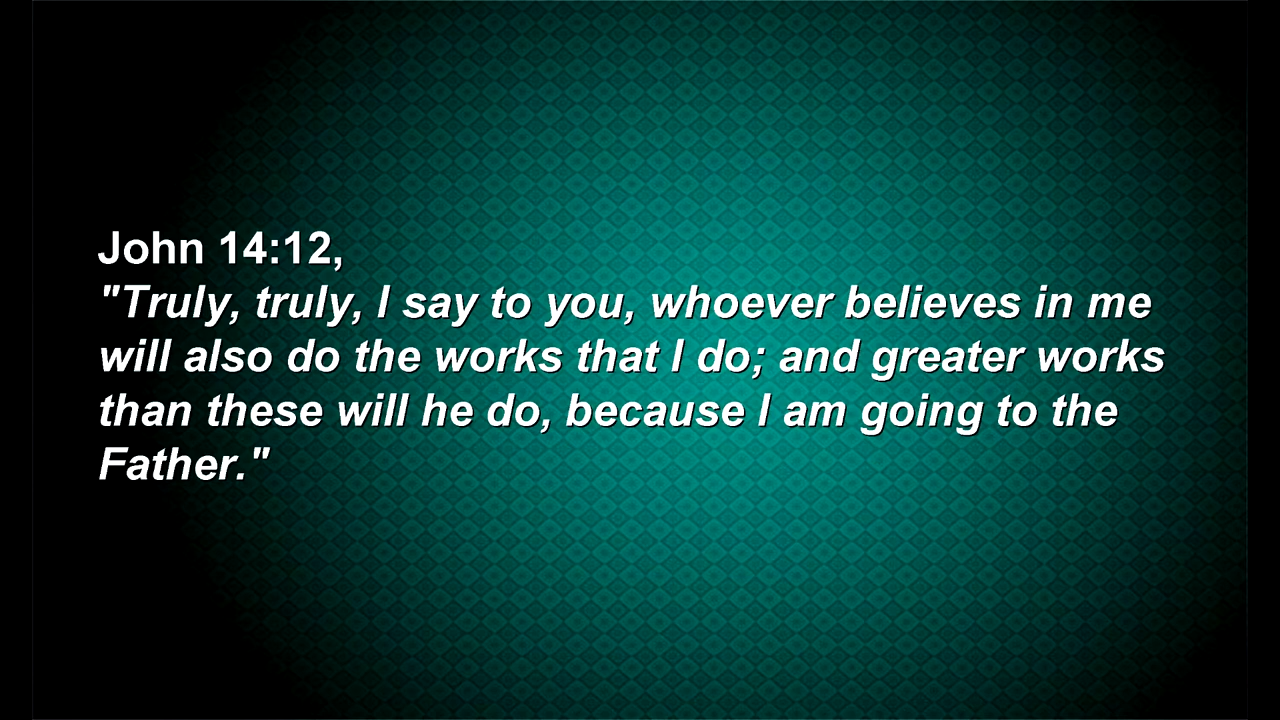 John 14:12,
"Truly, truly, I say to you, whoever believes in me
will also do the works that I do; and greater works
than these will he do, because I am going to the
Father."